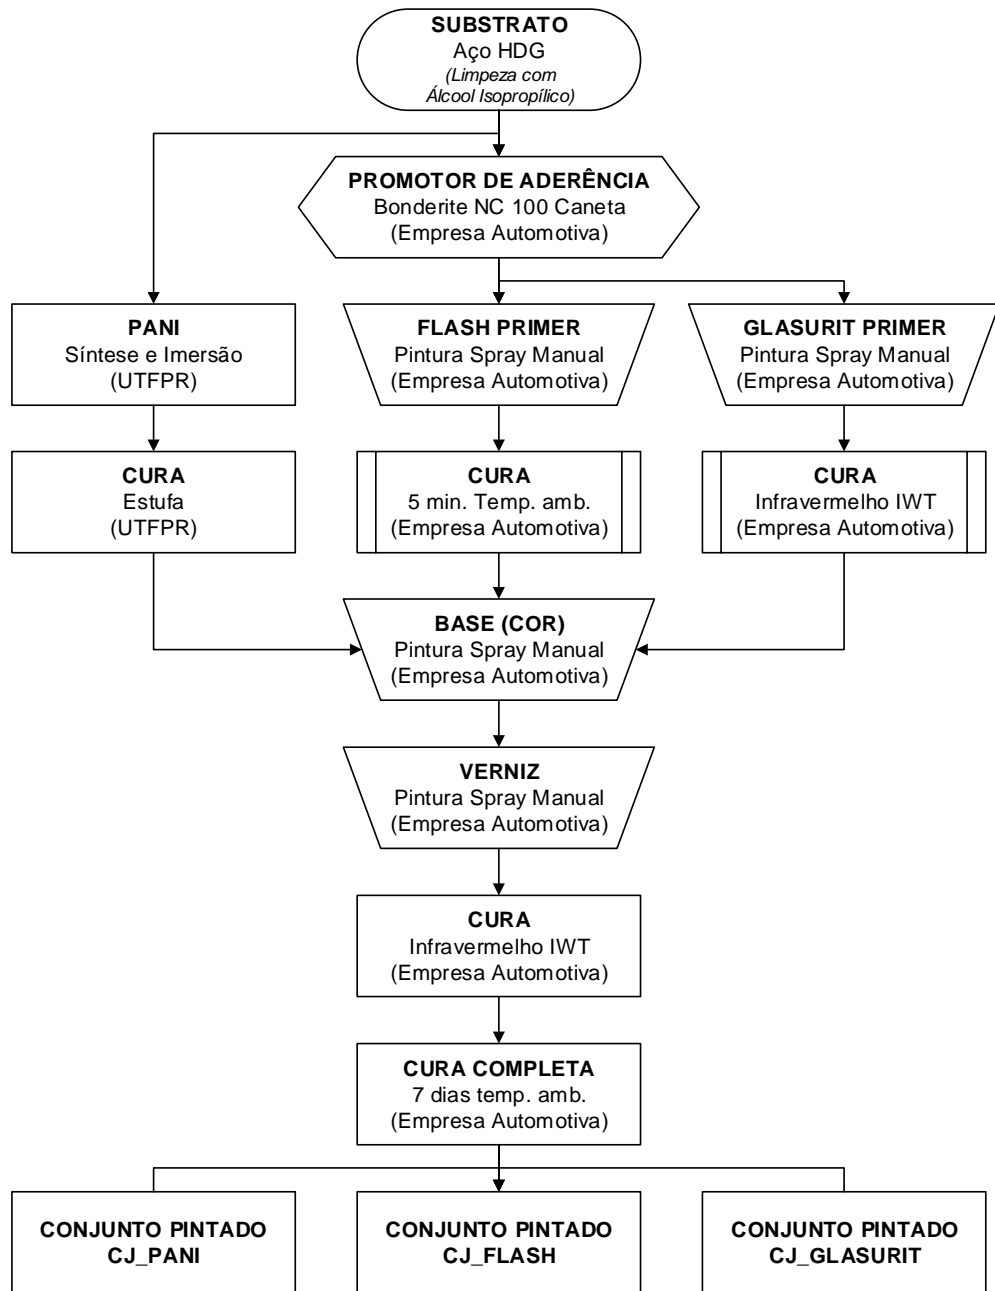 SUBSTRATO
Aço HDG
(Limpeza com
Álcool Isopropílico)
PROMOTOR DE ADERÊNCIA
Bonderite NC 100 Caneta
(Empresa Automotiva)
PANI
Síntese e Imersão
(UTFPR)
FLASH PRIMER
Pintura Spray Manual
(Empresa Automotiva)
GLASURIT PRIMER
Pintura Spray Manual
(Empresa Automotiva)
CURA
Estufa
(UTFPR)
CURA
5 min. Temp. amb.
(Empresa Automotiva)
CURA
Infravermelho IWT
(Empresa Automotiva)
BASE (COR)
Pintura Spray Manual
(Empresa Automotiva)
VERNIZ
Pintura Spray Manual
(Empresa Automotiva)
CURA
Infravermelho IWT
(Empresa Automotiva)
CURA COMPLETA
7 dias temp. amb.
(Empresa Automotiva)
CONJUNTO PINTADO
CJ_PANI
CONJUNTO PINTADO
CJ_FLASH
CONJUNTO PINTADO
CJ_GLASURIT